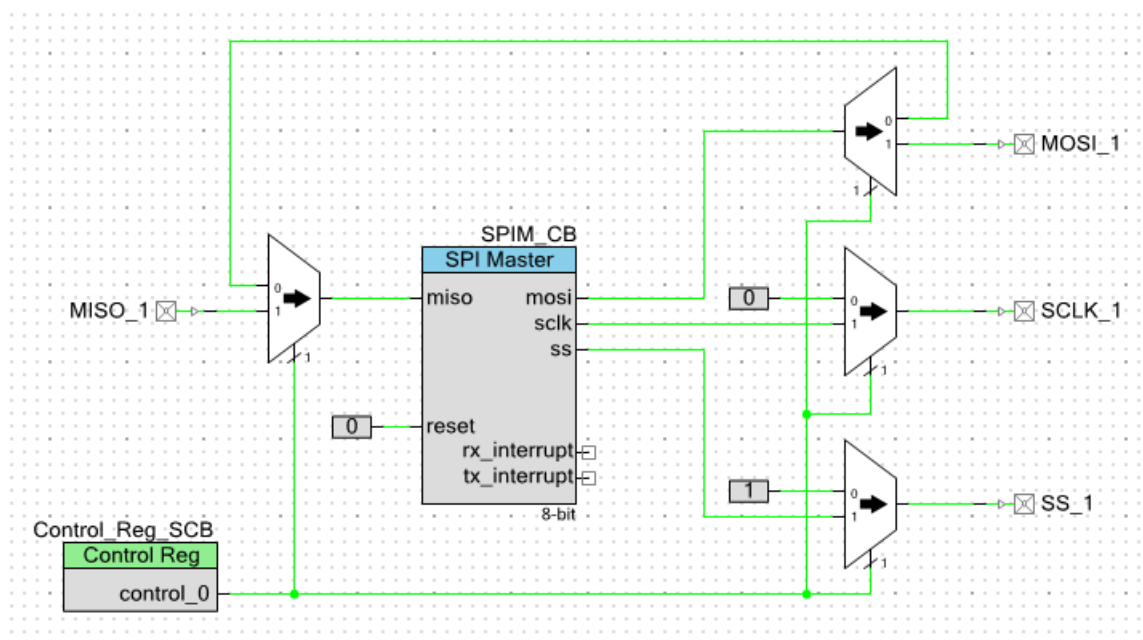 0
1
MOSI_1
1
SPIM_CB
SPI Master
0
1
MISO_1
1
miso
mosi
sclk
ss
0
0
1
SCLK_1
1
0
reset
rx_interrupt
tx_interrupt
8-bit
1
0
1
SS_1
1
Control_Reg_SCB
Control Reg
control_0